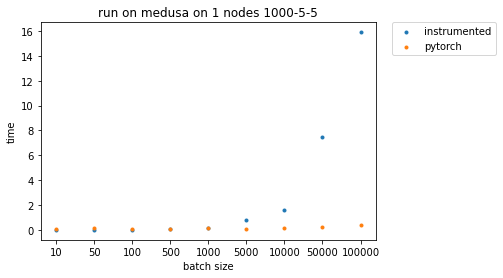 run on medusa on 1 nodes 1000-5-5
instrumented
pytorch
16
14
12
10
8
6
4
2
0
time
10 50 100 500 1000 5000 10000 50000 100000
batch size